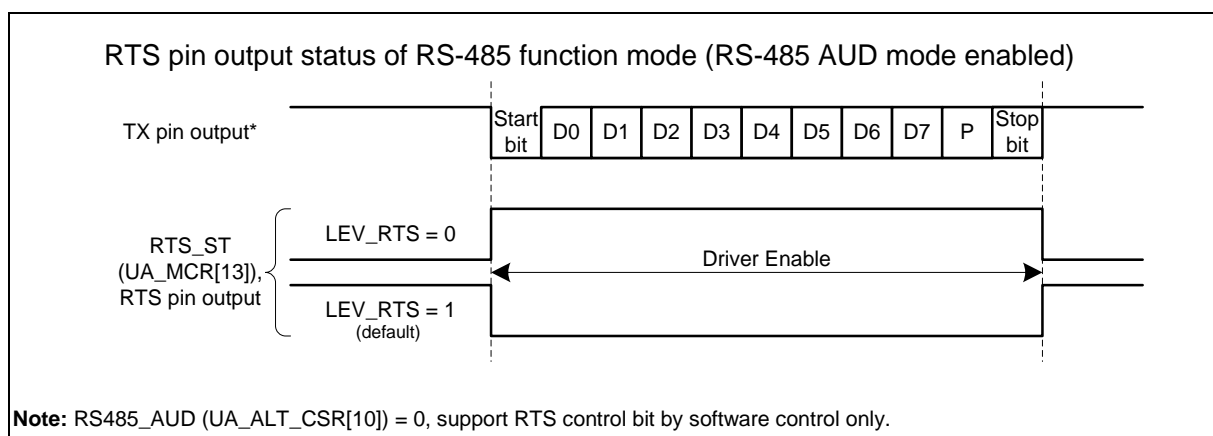 RTS pin output status of RS-485 function mode (RS-485 AUD mode enabled)
TX pin output*
Start bit
D0
D1
D2
D3
D4
D5
D6
D7
P
Stop bit
RTS_ST
(UA_MCR[13]),
RTS pin output
LEV_RTS = 0
Driver Enable
LEV_RTS = 1
(default)
Note: RS485_AUD (UA_ALT_CSR[10]) = 0, support RTS control bit by software control only.